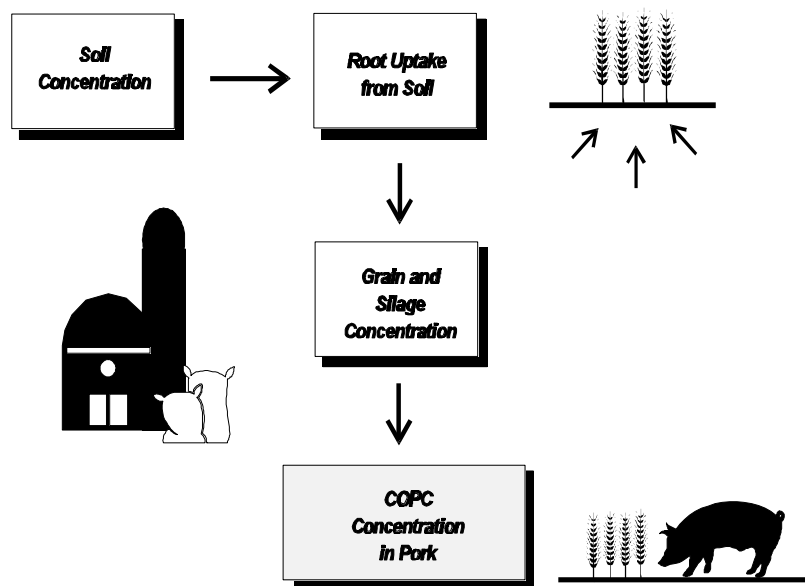 Soil
Concentration
Root Uptake
from Soil
Grain and
Silage
Concentration
COPC
Concentration
in Pork